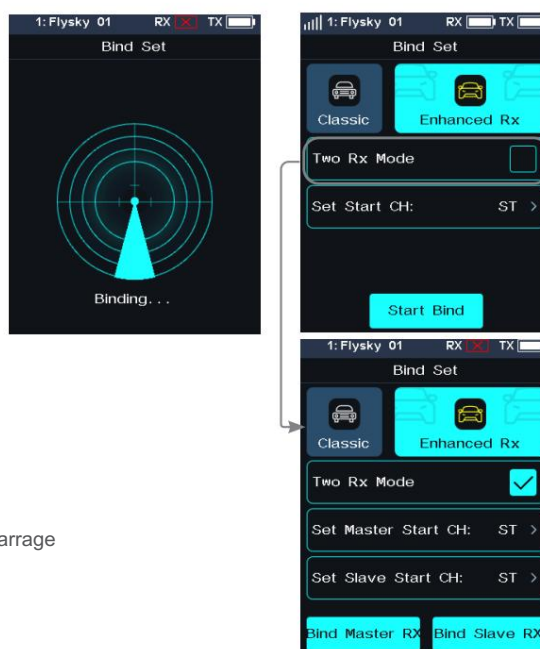 1: Flysky 01 RX TX
Bind Set
Binding...
1: Flysky 01 RX TX
Bind Set
Classic Enhanced Rx
Two Rx Mode
Set Start CH: ST >
Start Bind
1: Flysky 01 RX TX
Bind Set
Classic Enhanced Rx
Two Rx Mode
Set Master Start CH: ST >
Set Slave Start CH: ST >
Bind Master RX Bind Slave RX
arrage